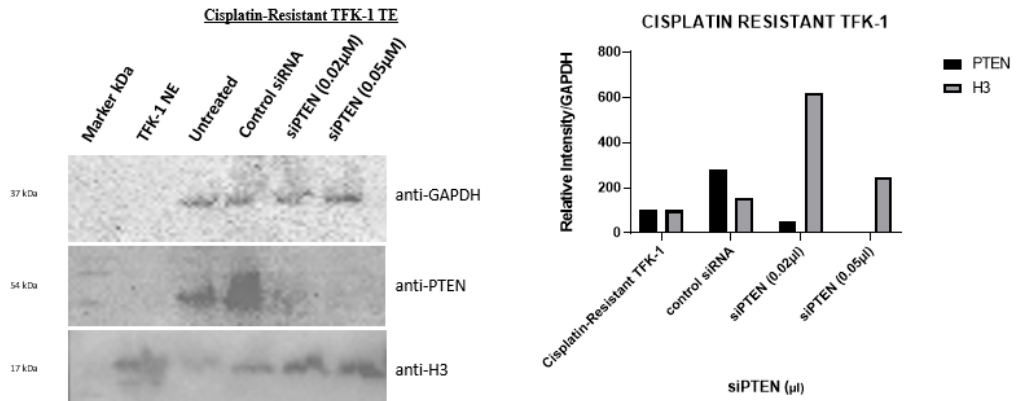 Cisplatin-Resistant TFK-1 TE
Marker kDa
TFK-1 NE
Untreated
Control siRNA
siPTEN (0.02µM)
siPTEN (0.05µM)
37 kDa
anti-GAPDH
54 kDa
anti-PTEN
17 kDa
anti-H3
CISPLATIN RESISTANT TFK-1
Relative Intensity/GAPDH
800
600
400
200
0
PTEN
H3
Cisplatin-Resistant TFK-1
control siRNA
siPTEN (0.02µl)
siPTEN (0.05µl)
siPTEN (µl)